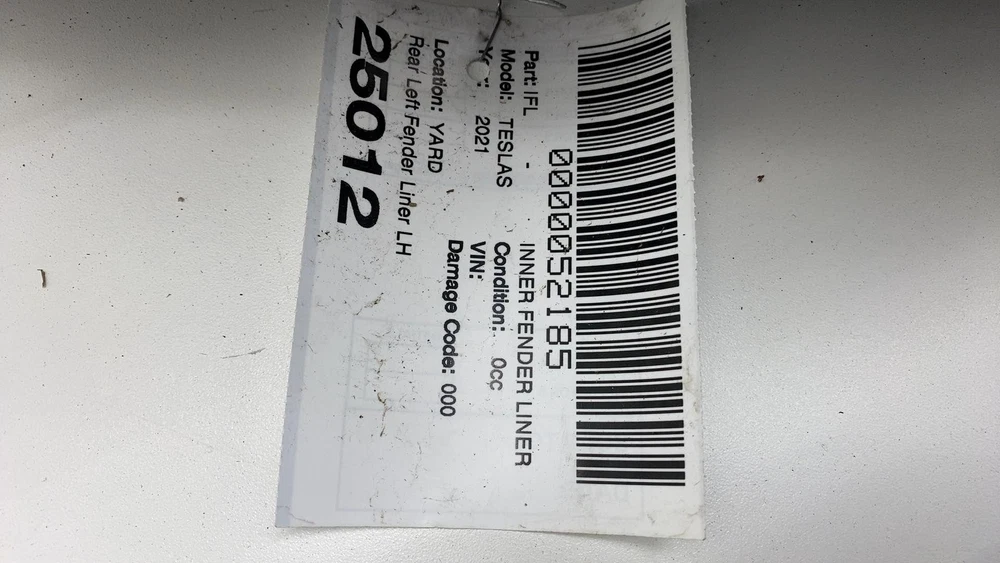 0000052185
Part: IFL - INNER FENDER LINER
Model: TESLAS Condition: 0cc
2021 VIN:
Damage Code: 000
Location: YARD
Rear Left Fender Liner LH
25012